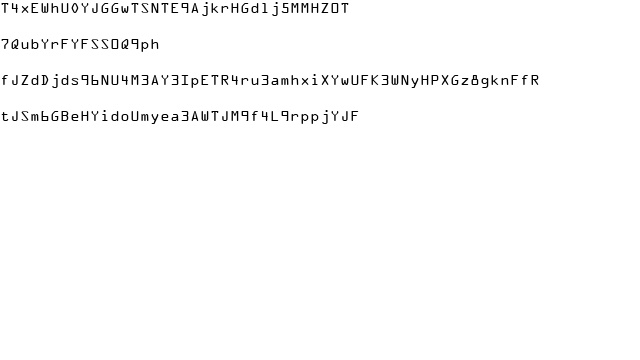 T4xEWhU0YJGGwTSNTE9AjkrHGdlj5MMHZOT
7QubYrFYFSSOQ9ph
fJZdDjds96NU4M3AY3IpETR4ru3amhxiXYwUFK3WNyHPXGz8gknFfR
tJSm6GBeHYidoUmyea3AWTJM9f4L9rppjYJF